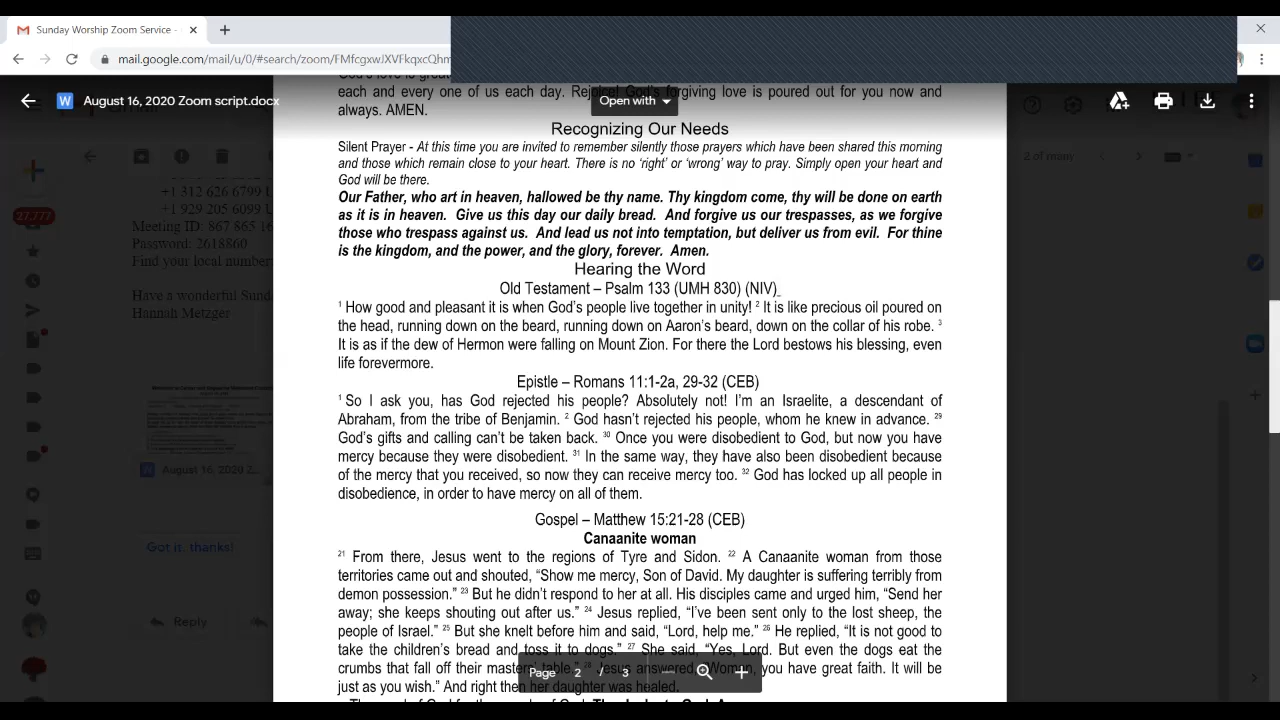 Sunday Worship Zoom Service -
mail.google.com/mail/u/0/#search/zoom/FMfcgxwJXVFkqxcQhm
August 16, 2020 Zoom script.docx
Open with
2 of many
27,777
+1 312 626 6799 U
+1 929 205 6099 U
Meeting ID: 867 865 16
Password: 2618860
Find your local number:
Have a wonderful Sund
Hannah Metzger
August 16, 2020 Z...
Got it, thanks!
Reply
God's love is great
each and every one of us each day. Rejoice! God's forgiving love is poured out for you now and
always. AMEN.
Recognizing Our Needs
Silent Prayer - At this time you are invited to remember silently those prayers which have been shared this morning
and those which remain close to your heart. There is no 'right' or 'wrong' way to pray. Simply open your heart and
God will be there.
Our Father, who art in heaven, hallowed be thy name. Thy kingdom come, thy will be done on earth
as it is in heaven. Give us this day our daily bread. And forgive us our trespasses, as we forgive
those who trespass against us. And lead us not into temptation, but deliver us from evil. For thine
is the kingdom, and the power, and the glory, forever. Amen.
Hearing the Word
Old Testament – Psalm 133 (UMH 830) (NIV)
1 How good and pleasant it is when God's people live together in unity! 2 It is like precious oil poured on
the head, running down on the beard, running down on Aaron's beard, down on the collar of his robe. 3
It is as if the dew of Hermon were falling on Mount Zion. For there the Lord bestows his blessing, even
life forevermore.
Epistle – Romans 11:1-2a, 29-32 (CEB)
1 So I ask you, has God rejected his people? Absolutely not! I'm an Israelite, a descendant of
Abraham, from the tribe of Benjamin. 2 God hasn't rejected his people, whom he knew in advance. 29
God's gifts and calling can't be taken back. 30 Once you were disobedient to God, but now you have
mercy because they were disobedient. 31 In the same way, they have also been disobedient because
of the mercy that you received, so now they can receive mercy too. 32 God has locked up all people in
disobedience, in order to have mercy on all of them.
Gospel – Matthew 15:21-28 (CEB)
Canaanite woman
21 From there, Jesus went to the regions of Tyre and Sidon. 22 A Canaanite woman from those
territories came out and shouted, "Show me mercy, Son of David. My daughter is suffering terribly from
demon possession." 23 But he didn't respond to her at all. His disciples came and urged him, "Send her
away; she keeps shouting out after us." 24 Jesus replied, "I've been sent only to the lost sheep, the
people of Israel." 25 But she knelt before him and said, "Lord, help me." 26 He replied, "It is not good to
take the children's bread and toss it to dogs." 27 She said, "Yes, Lord. But even the dogs eat the
crumbs that fall off their masters' table." 28 Jesus answered, "Woman, you have great faith. It will be
just as you wish." And right then her daughter was healed.
Page 2 / 3